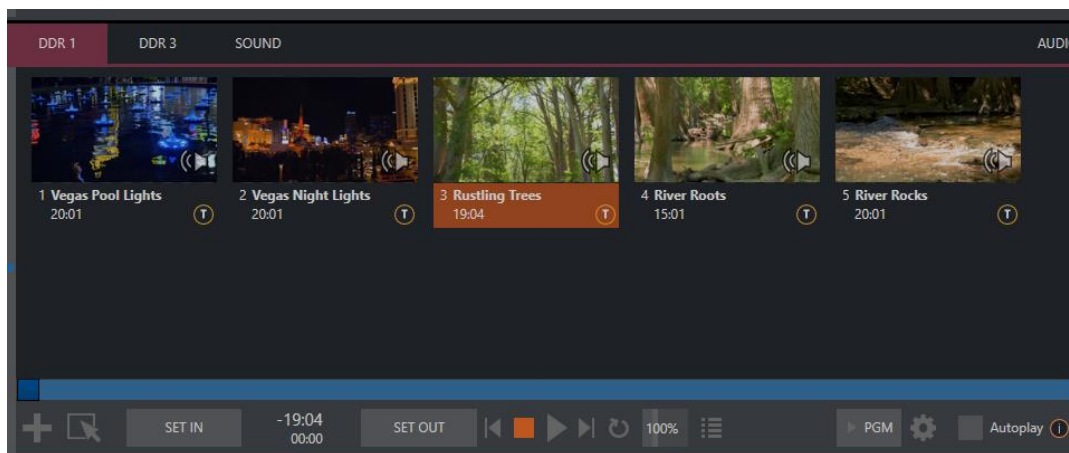 DDR 1 DDR 3 SOUND AUDI
1 Vegas Pool Lights 2 Vegas Night Lights 3 Rustling Trees 4 River Roots 5 River Rocks
20:01 T 20:01 T 19:04 T 15:01 T 20:01 T
SET IN -19:04 SET OUT 100% PGM Autoplay i
00:00